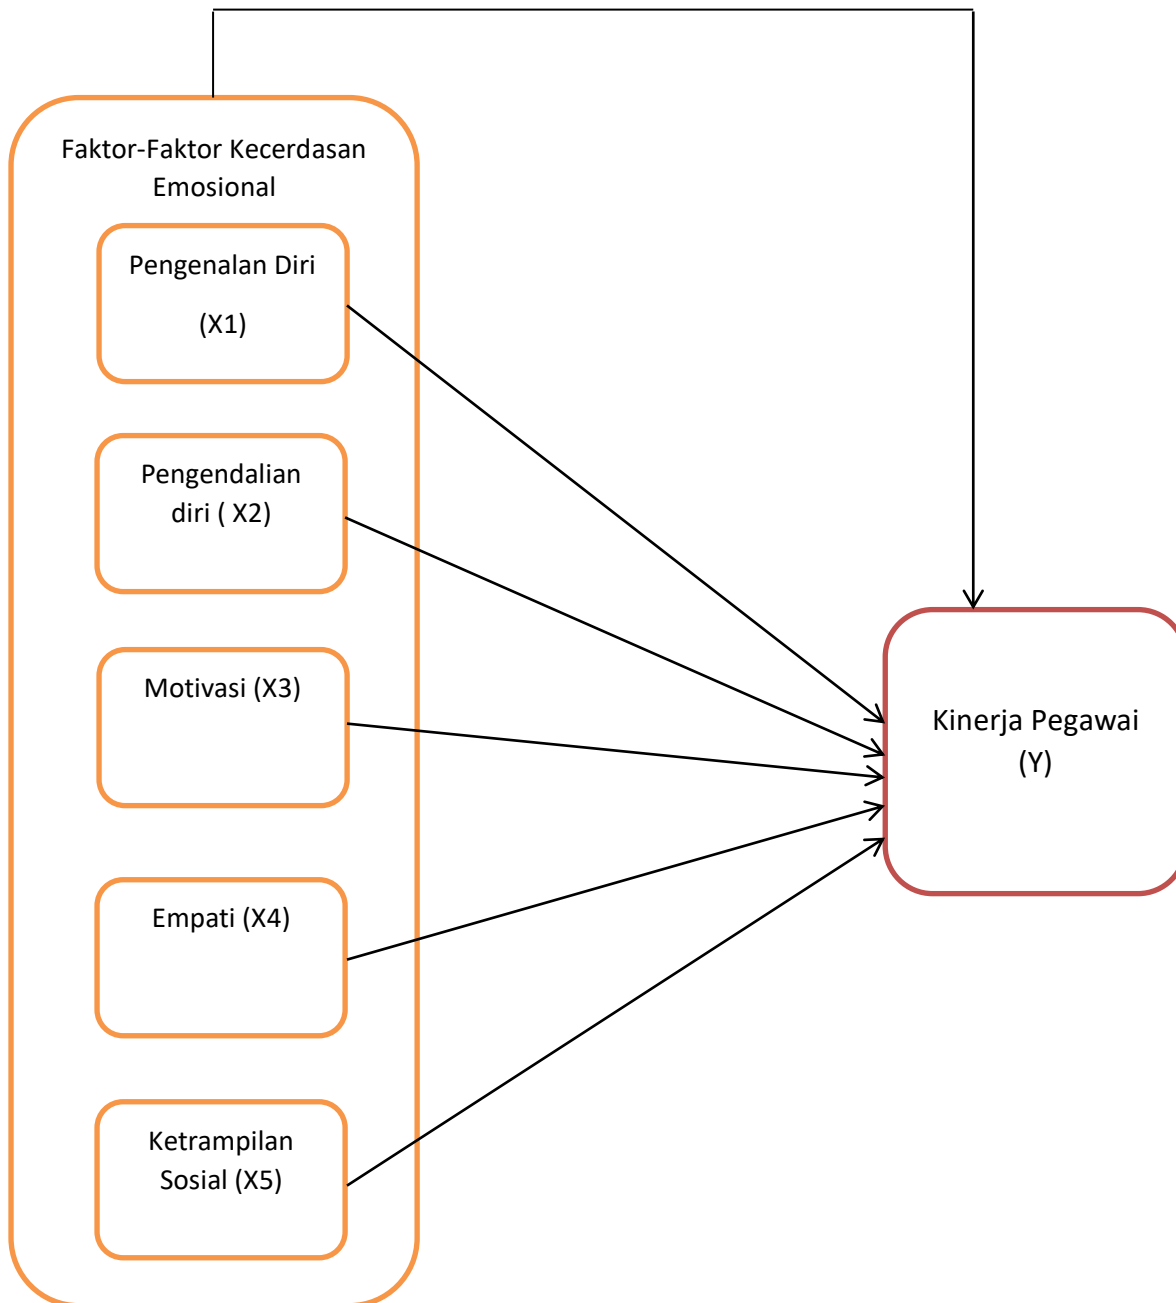 Faktor-Faktor Kecerdasan
Emosional
Pengenalan Diri
(X1)
Pengendalian
diri ( X2)
Motivasi (X3)
Empati (X4)
Ketrampilan
Sosial (X5)
Kinerja Pegawai
(Y)